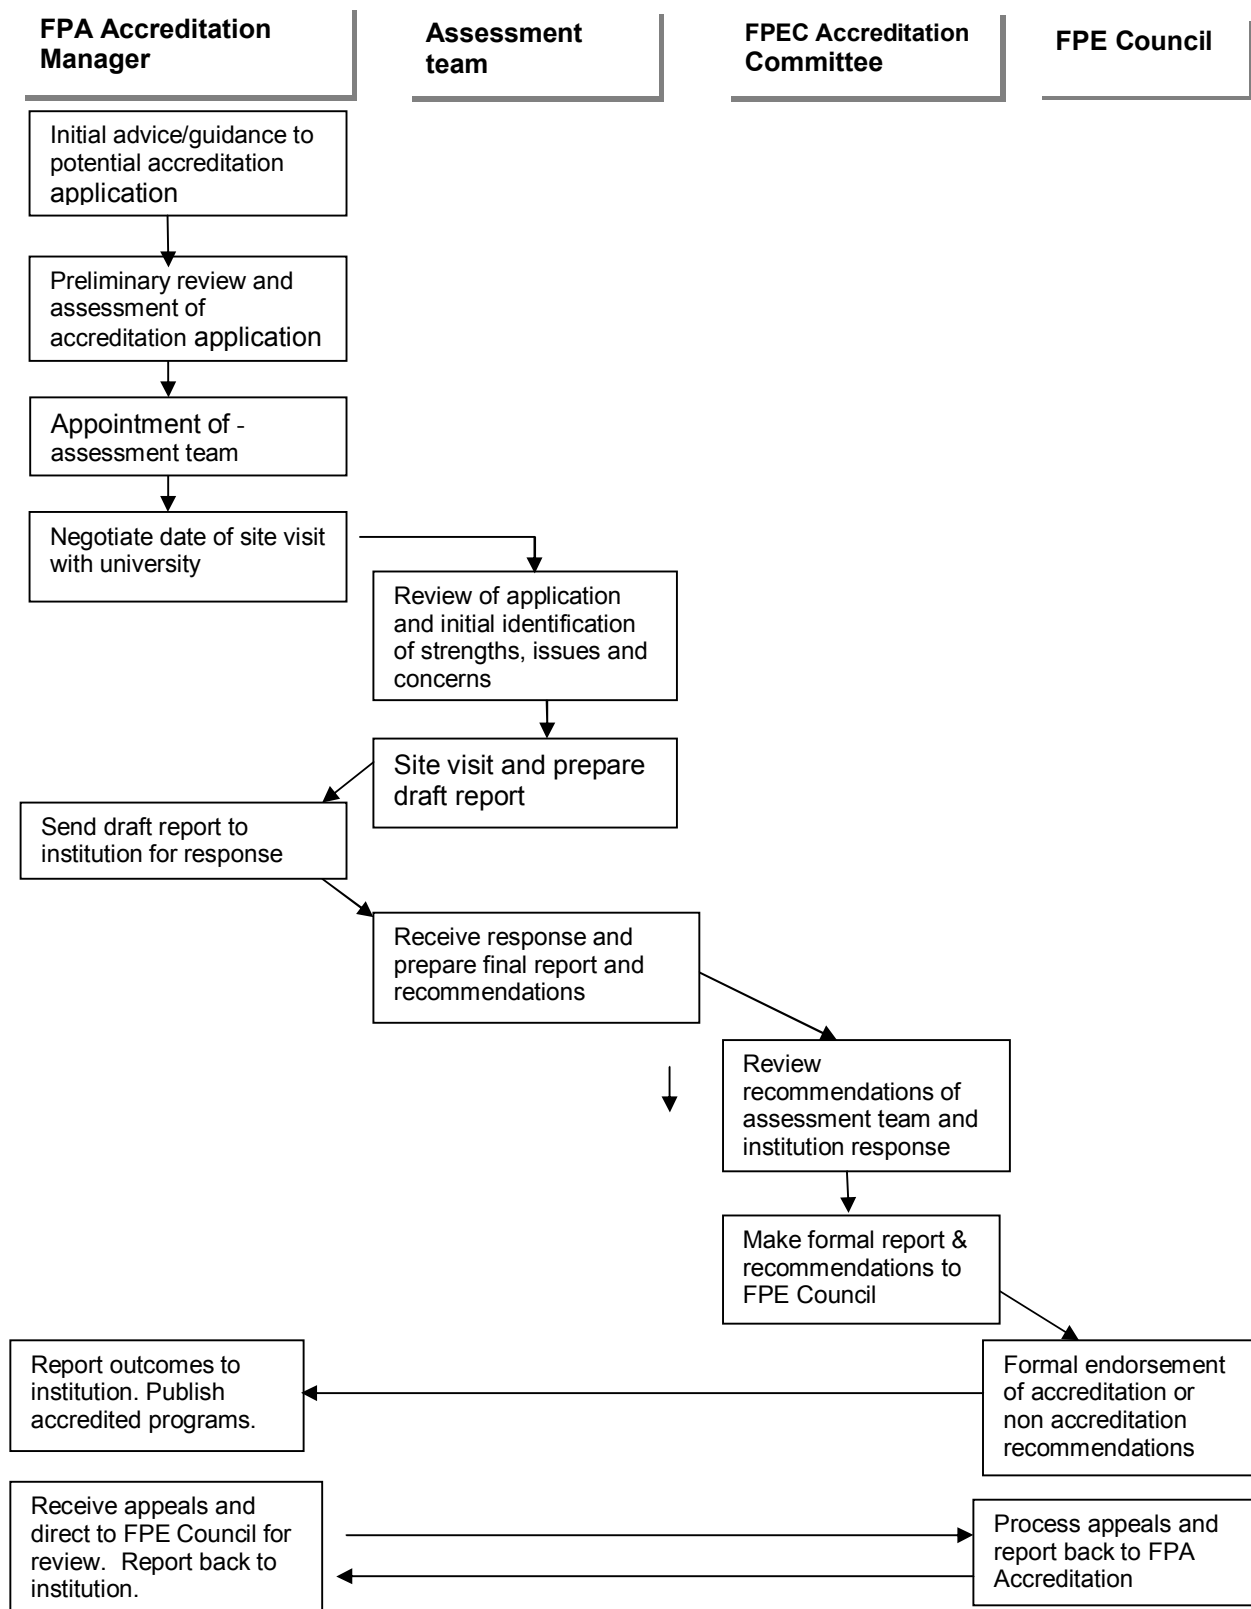 FPA Accreditation
Manager
Assessment
team
FPEC Accreditation
Committee
FPE Council
Initial advice/guidance to
potential accreditation
application
Preliminary review and
assessment of
accreditation application
Appointment of -
assessment team
Negotiate date of site visit
with university
Review of application
and initial identification
of strengths, issues and
concerns
Site visit and prepare
draft report
Send draft report to
institution for response
Receive response and
prepare final report and
recommendations
Review
recommendations of
assessment team and
institution response
Make formal report &
recommendations to
FPE Council
Report outcomes to
institution. Publish
accredited programs.
Formal endorsement
of accreditation or
non accreditation
recommendations
Receive appeals and
direct to FPE Council for
review.  Report back to
institution.
Process appeals and
report back to FPA
Accreditation